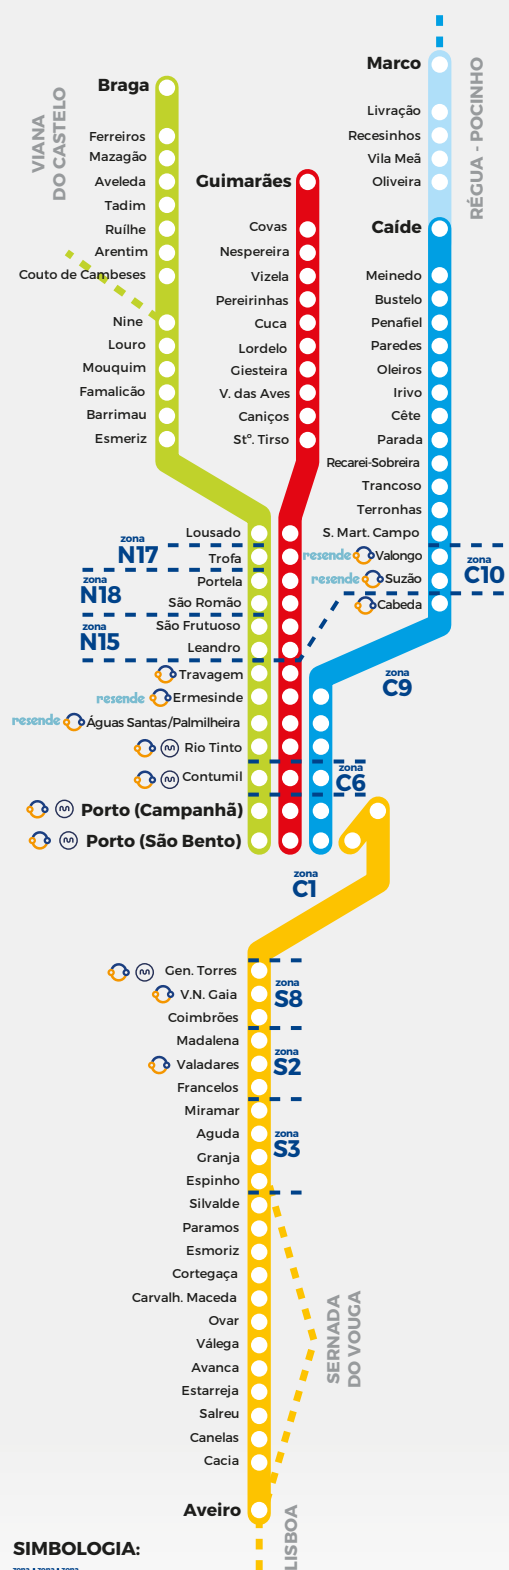 Marco
Braga
Livração
Recesinhos
Vila Meã
Oliveira
RÉGUA - POCINHO
VIANA
DO CASTELO
Ferreiros
Mazagão
Aveleda
Tadim
Ruílhe
Arentim
Couto de Cambeses
Nine
Louro
Mouquim
Famalicão
Barrimau
Esmeriz
Guimarães
Covas
Nespereira
Vizela
Pereirinhas
Cuca
Lordelo
Giesteira
V. das Aves
Caniços
Stº. Tirso
Caíde
Meinedo
Bustelo
Penafiel
Paredes
Oleiros
Irivo
Cête
Parada
Recarei-Sobreira
Trancoso
Terronhas
S. Mart. Campo
resende Valongo
resende Suzão
Cabeda
zona
C10
zona
C9
Lousado
zona
N17
Trofa
zona
N18
Portela
São Romão
zona
N15
São Frutuoso
Leandro
Travagem
resende Ermesinde
resende Águas Santas/Palmilheira
Rio Tinto
Contumil
zona
C6
Porto (Campanhã)
Porto (São Bento)
zona
C1
Gen. Torres
V.N. Gaia
Coimbrões
zona
S8
Madalena
Valadares
Francelos
zona
S2
Miramar
Aguda
Granja
Espinho
zona
S3
Silvalde
Paramos
Esmoriz
Cortegaça
Carvalh. Maceda
Ovar
Válega
Avanca
Estarreja
Salreu
Canelas
Cacia
SERNADA
DO VOUGA
Aveiro
LISBOA
SIMBOLOGIA:
zona zona zona